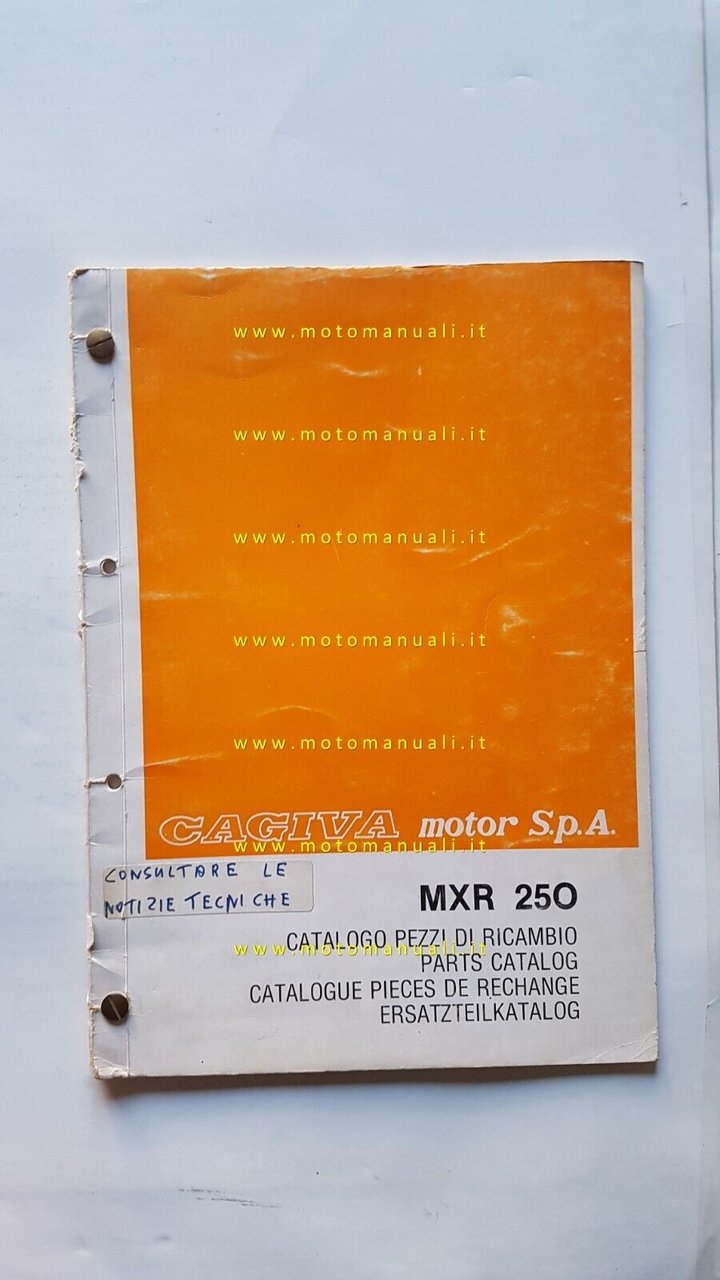 www.motomanuali.it
www.motomanuali.it
www.motomanuali.it
www.motomanuali.it
www.motomanuali.it
CAGIVA motor S.p.A.
www.motomanuali.it
CONSULTARE LE
NOTIZIE TECNICHE
MXR 250
CATALOGO PEZZI DI RICAMBIO
www.motomanuali.it
PARTS CATALOG
CATALOGUE PIECES DE RECHANGE
ERSATZTEILKATALOG